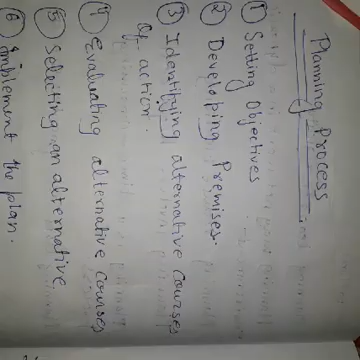 Planning Process
① Setting Objectives
② Developing Premises.
③ Identifying alternative courses
of action.
④ Evaluating alternative courses
⑤ Selecting an alternative.
⑥ implement the plan.